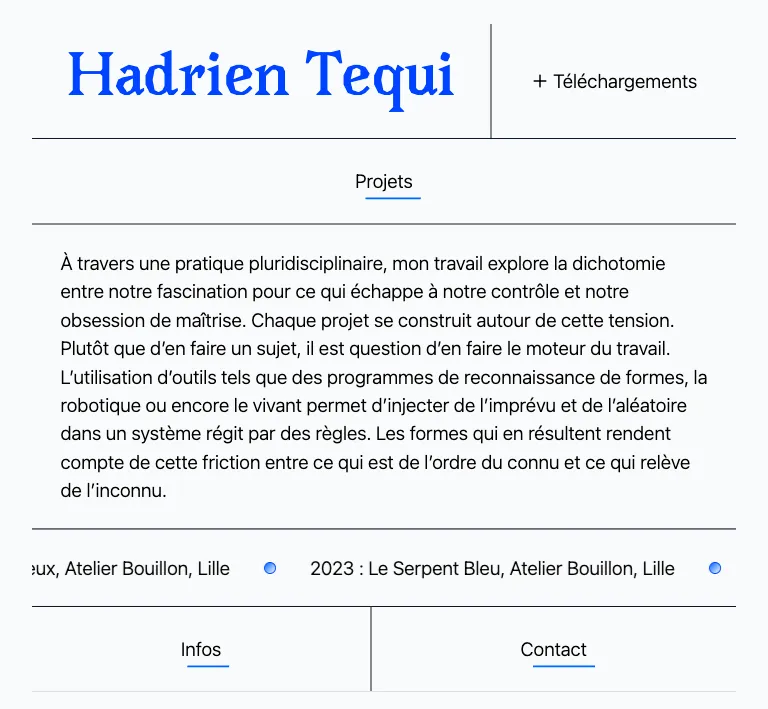 Hadrien Tequi
+ Téléchargements
Projets
À travers une pratique pluridisciplinaire, mon travail explore la dichotomie
entre notre fascination pour ce qui échappe à notre contrôle et notre
obsession de maîtrise. Chaque projet se construit autour de cette tension.
Plutôt que d’en faire un sujet, il est question d’en faire le moteur du travail.
L’utilisation d’outils tels que des programmes de reconnaissance de formes, la
robotique ou encore le vivant permet d’injecter de l’imprévu et de l’aléatoire
dans un système régit par des règles. Les formes qui en résultent rendent
compte de cette friction entre ce qui est de l’ordre du connu et ce qui relève
de l’inconnu.
eux, Atelier Bouillon, Lille 2023 : Le Serpent Bleu, Atelier Bouillon, Lille
Infos Contact